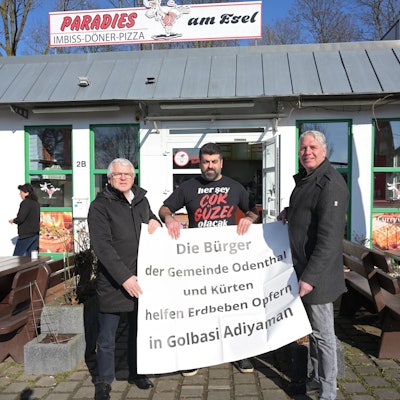 PARADIES am Esel
IMBISS-DÖNER-PIZZA
2B
her şey
ÇOK
GÜZEL
olacak
Die Bürger
der Gemeinde Odenthal
und Kürten
helfen Erdbeben Opfern
in Golbasi Adiyaman